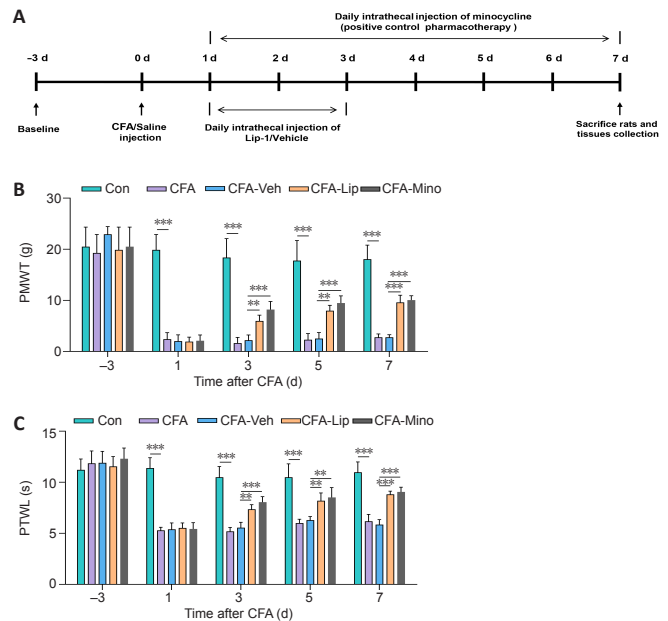 A
Daily intrathecal injection of minocycline
(positive control pharmacotherapy )
–3 d 0 d 1 d 2 d 3 d 4 d 5 d 6 d 7 d
Baseline
CFA/Saline
injection
Daily intrathecal injection of
Lip-1/Vehicle
Sacrifice rats and
tissues collection
B
Con CFA CFA-Veh CFA-Lip CFA-Mino
PMWT (g)
30
20
10
0
*** *** *** ***
*** *** ***
** ** ***
–3 1 3 5 7
Time after CFA (d)
C
Con CFA CFA-Veh CFA-Lip CFA-Mino
PTWL (s)
15
10
5
0
*** *** *** ***
*** ** ***
** ** ***
–3 1 3 5 7
Time after CFA (d)